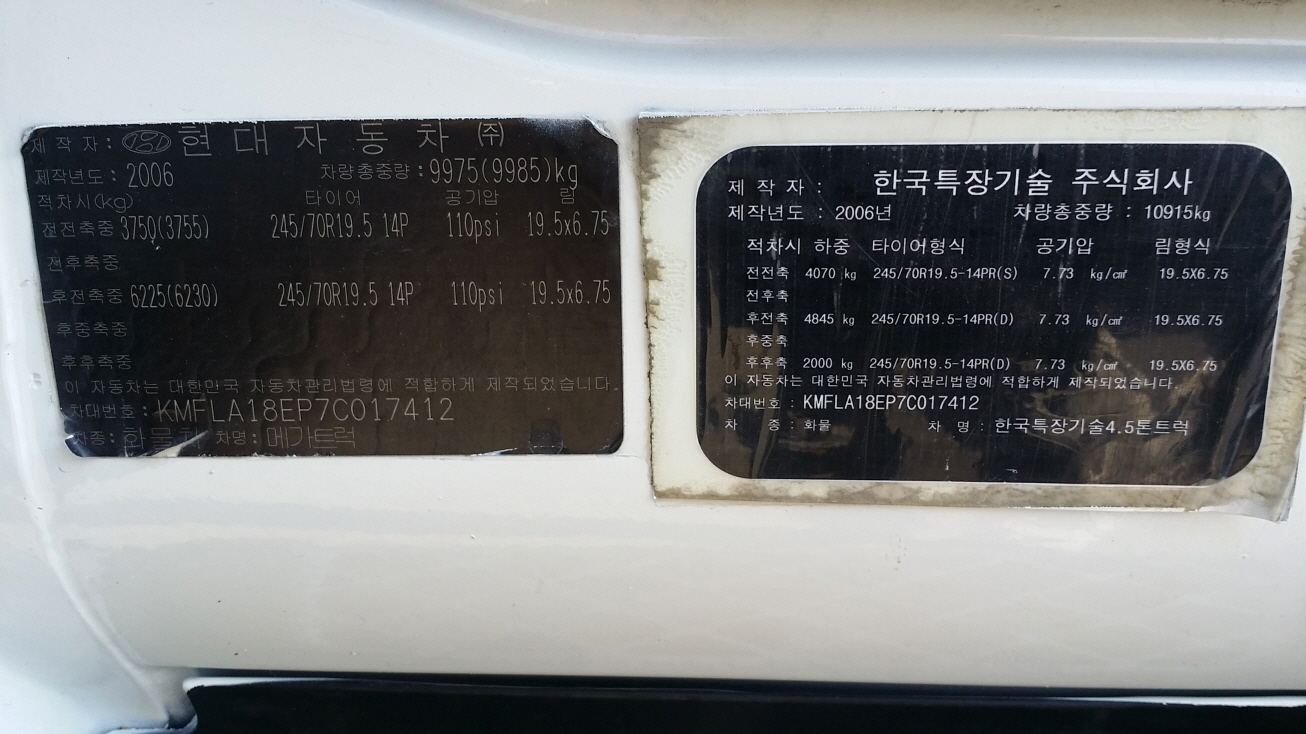 제 작 자 : 현 대 자 동 차 ㈜
제작년도 : 2006 차량총중량 : 9975(9985)kg
적차시(kg) 타이어 공기압 림
전전축중 3750(3755) 245/70R19.5 14P 110psi 19.5x6.75
전후축중
후전축중 6225(6230) 245/70R19.5 14P 110psi 19.5x6.75
후중축중
후후축중
이 자동차는 대한민국 자동차관리법령에 적합하게 제작되었습니다.
차대번호 : KMFLA18EP7C017412
차종 : 화물 차명 : 메가트럭
제 작 자 : 한국특장기술 주식회사
제작년도 : 2006년 차량총중량 : 10915kg
적차시 하중 타이어형식 공기압 림형식
전전축 4070 kg 245/70R19.5-14PR(S) 7.73 kg/㎠ 19.5X6.75
전후축
후전축 4845 kg 245/70R19.5-14PR(D) 7.73 kg/㎠ 19.5X6.75
후중축
후후축 2000 kg 245/70R19.5-14PR(D) 7.73 kg/㎠ 19.5X6.75
이 자동차는 대한민국 자동차관리법령에 적합하게 제작되었습니다.
차대번호 : KMFLA18EP7C017412
차 종 : 화물 차 명 : 한국특장기술4.5톤트럭